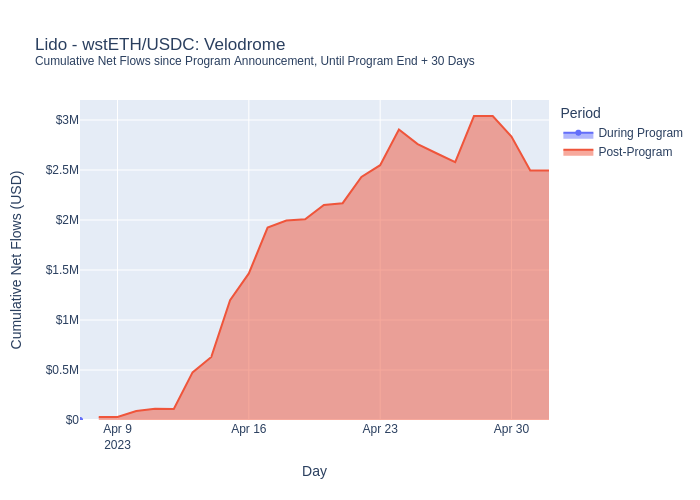 Lido - wstETH/USDC: Velodrome
Cumulative Net Flows since Program Announcement, Until Program End + 30 Days
Period
During Program
Post-Program
Cumulative Net Flows (USD)
$3M
$2.5M
$2M
$1.5M
$1M
$0.5M
$0
Apr 9
2023
Apr 16
Apr 23
Apr 30
Day